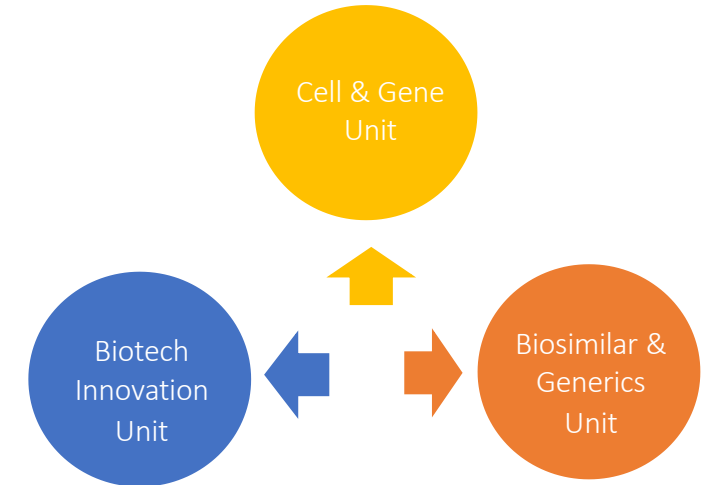 Cell & Gene
Unit
Biotech
Innovation
Unit
Biosimilar &
Generics
Unit